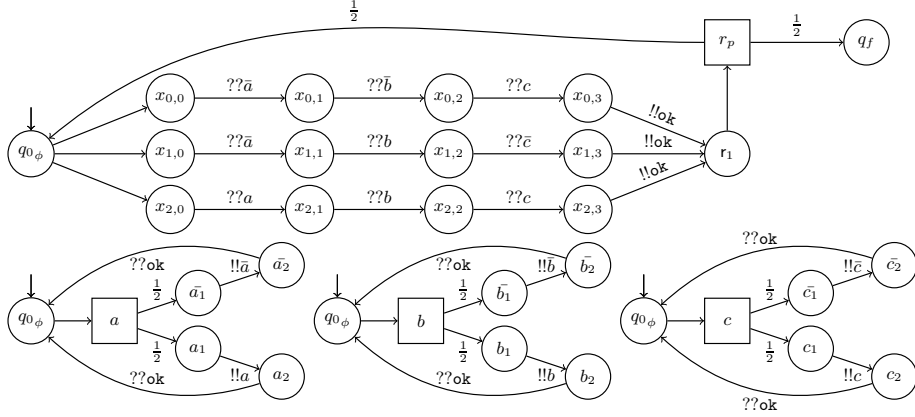 1/2
r_p 1/2 q_f
x_{0,0} ??ā x_{0,1} ??b̄ x_{0,2} ??c x_{0,3} !!ok
q_{0_ϕ} x_{1,0} ??ā x_{1,1} ??b x_{1,2} ??c̄ x_{1,3} !!ok r_1
x_{2,0} ??a x_{2,1} ??b x_{2,2} ??c x_{2,3} !!ok
q_{0_ϕ} a 1/2 ā_1 !!ā ā_2 ??ok
1/2 a_1 !!a a_2 ??ok
q_{0_ϕ} b 1/2 b̄_1 !!b̄ b̄_2 ??ok
1/2 b_1 !!b b_2 ??ok
q_{0_ϕ} c 1/2 c̄_1 !!c̄ c̄_2 ??ok
1/2 c_1 !!c c_2 ??ok